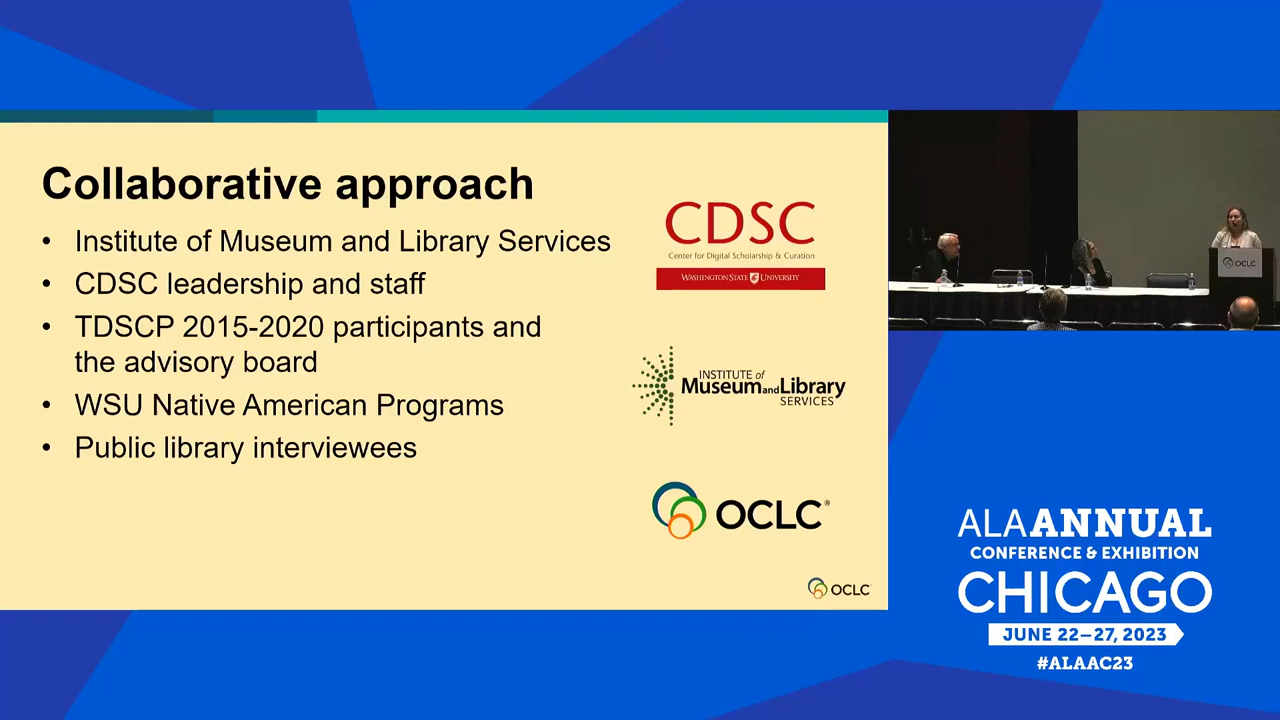 Collaborative approach
• Institute of Museum and Library Services
• CDSC leadership and staff
• TDSCP 2015-2020 participants and
the advisory board
• WSU Native American Programs
• Public library interviewees
CDSC
Center for Digital Scholarship & Curation
WASHINGTON STATE UNIVERSITY
INSTITUTE of
Museum and Library
SERVICES
OCLC®
OCLC
OCLC
ALA ANNUAL
CONFERENCE & EXHIBITION
CHICAGO
JUNE 22–27, 2023
#ALAAC23